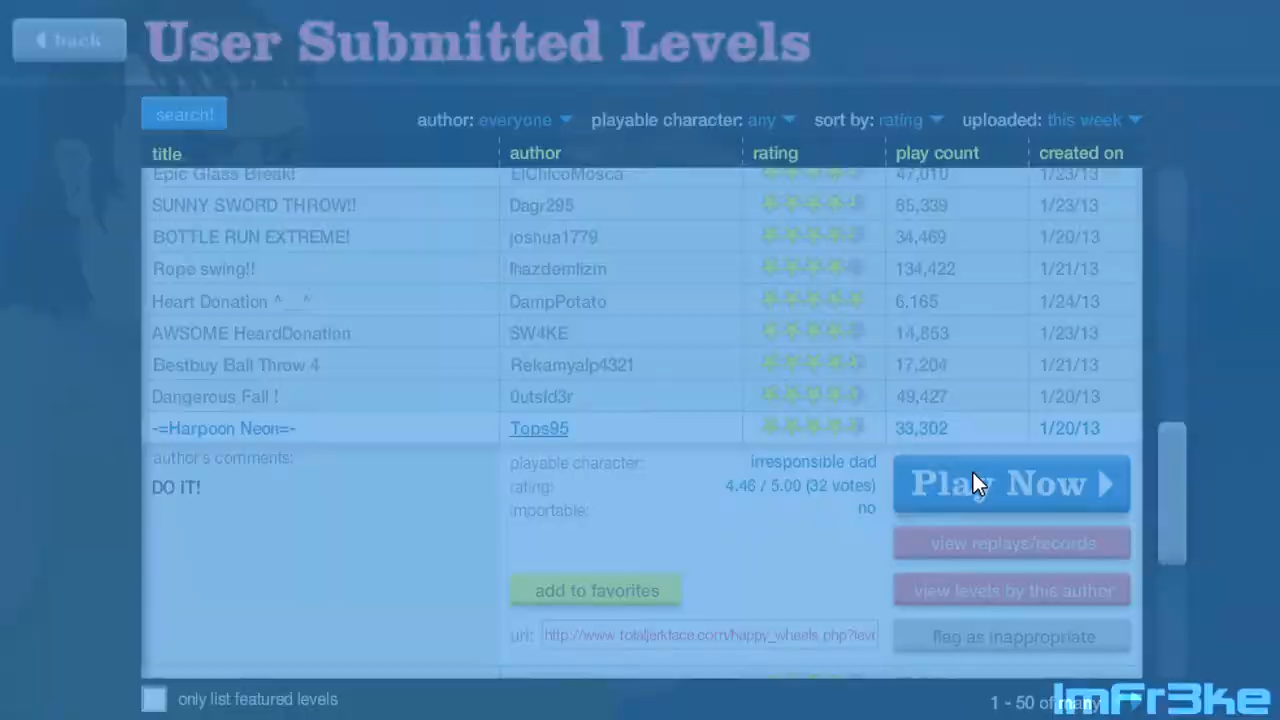 back
User Submitted Levels
search!
author: everyone playable character: any sort by: rating uploaded: this week
title author rating play count created on
Epic Glass Break! ElChicoMosca 47,010 1/23/13
SUNNY SWORD THROW!! Dagr295 65,339 1/23/13
BOTTLE RUN EXTREME! joshua1779 34,469 1/20/13
Rope swing!! 134,422 1/21/13
Heart Donation ^__^ DampPotato 6,165 1/24/13
AWSOME HeardDonation SW4KE 14,853 1/23/13
Bestbuy Ball Throw 4 Rekamyalp4321 17,204 1/21/13
Dangerous Fall ! 0utsid3r 49,427 1/20/13
-=Harpoon Neon=- Tops95 33,302 1/20/13
author's comments: playable character: irresponsible dad
DO IT! rating: 4.46 / 5.00 (32 votes) Play Now
importable: no
view replays/records
add to favorites view levels by this author
url: http://www.totaljerkface.com/happy_wheels.php?leve flag as inappropriate
only list featured levels 1 - 50 of many
ImFr3ke